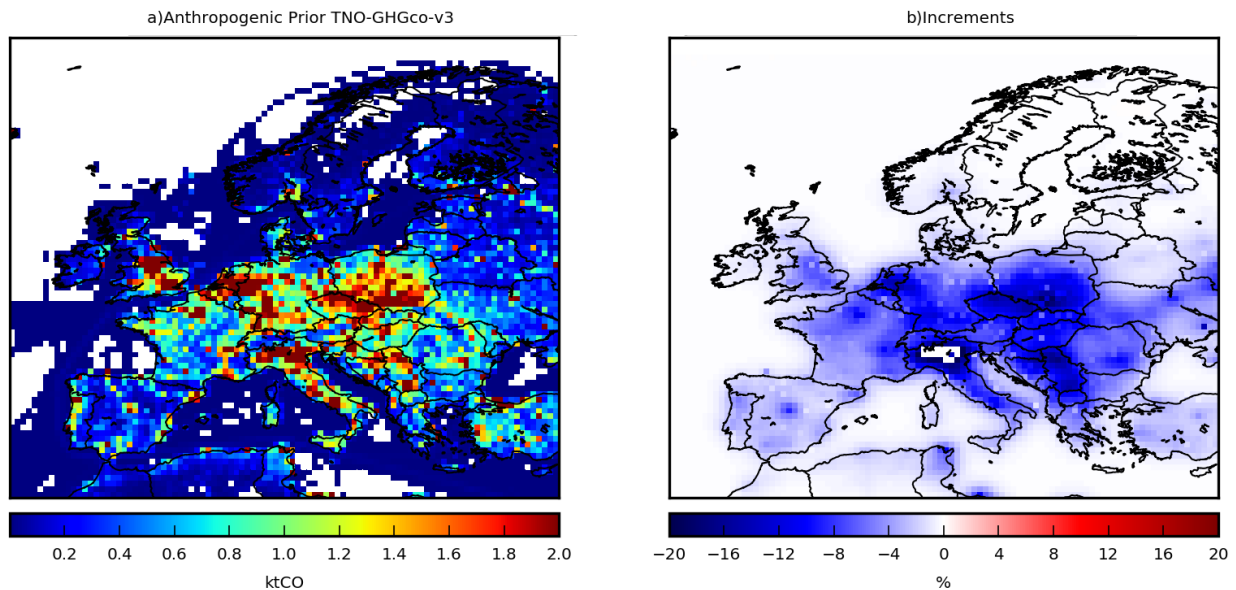 a)Anthropogenic Prior TNO-GHGco-v3
b)Increments
0.2 0.4 0.6 0.8 1.0 1.2 1.4 1.6 1.8 2.0
−20 −16 −12 −8 −4 0 4 8 12 16 20
ktCO
%